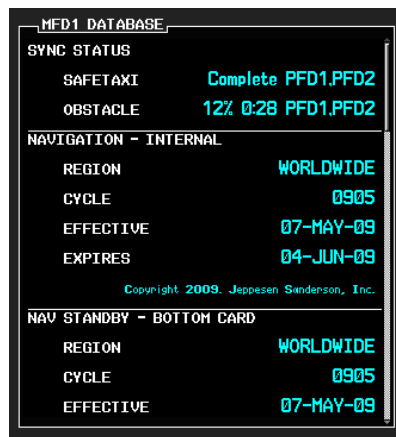 MFD1 DATABASE
SYNC STATUS
SAFETAXI Complete PFD1,PFD2
OBSTACLE 12% 0:28 PFD1,PFD2
NAVIGATION - INTERNAL
REGION WORLDWIDE
CYCLE 0905
EFFECTIVE 07-MAY-09
EXPIRES 04-JUN-09
Copyright 2009. Jeppesen Sanderson, Inc.
NAV STANDBY - BOTTOM CARD
REGION WORLDWIDE
CYCLE 0905
EFFECTIVE 07-MAY-09